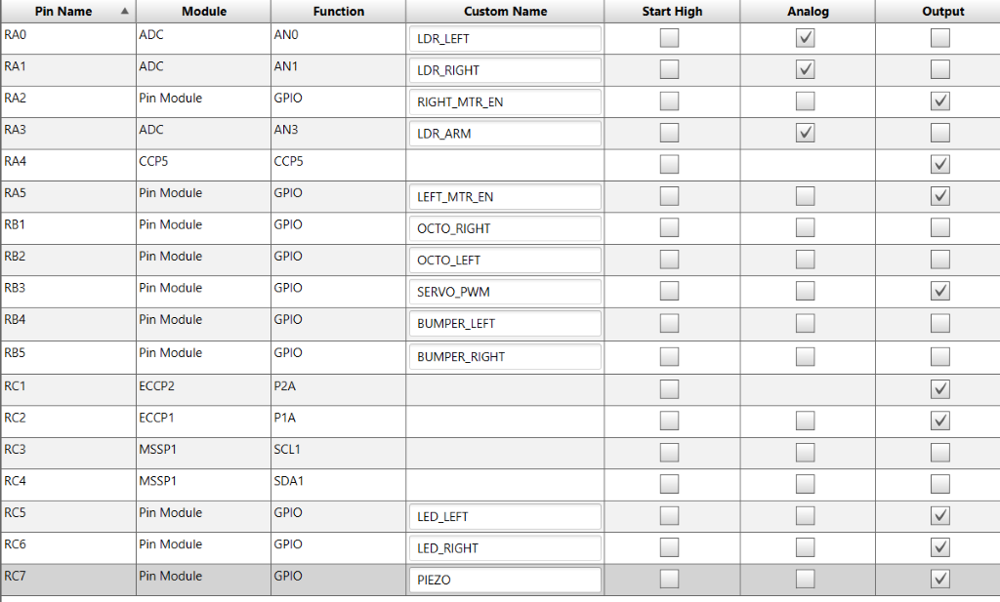 Pin Name Module Function Custom Name Start High Analog Output
RA0 ADC AN0 LDR_LEFT
RA1 ADC AN1 LDR_RIGHT
RA2 Pin Module GPIO RIGHT_MTR_EN
RA3 ADC AN3 LDR_ARM
RA4 CCP5 CCP5
RA5 Pin Module GPIO LEFT_MTR_EN
RB1 Pin Module GPIO OCTO_RIGHT
RB2 Pin Module GPIO OCTO_LEFT
RB3 Pin Module GPIO SERVO_PWM
RB4 Pin Module GPIO BUMPER_LEFT
RB5 Pin Module GPIO BUMPER_RIGHT
RC1 ECCP2 P2A
RC2 ECCP1 P1A
RC3 MSSP1 SCL1
RC4 MSSP1 SDA1
RC5 Pin Module GPIO LED_LEFT
RC6 Pin Module GPIO LED_RIGHT
RC7 Pin Module GPIO PIEZO